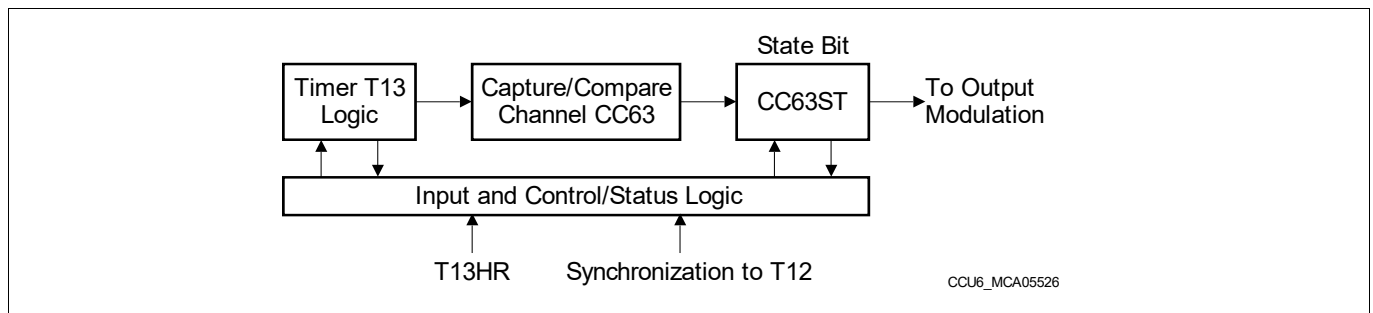 State Bit
Timer T13
Logic
Capture/Compare
Channel CC63
CC63ST
To Output
Modulation
Input and Control/Status Logic
T13HR
Synchronization to T12
CCU6_MCA05526